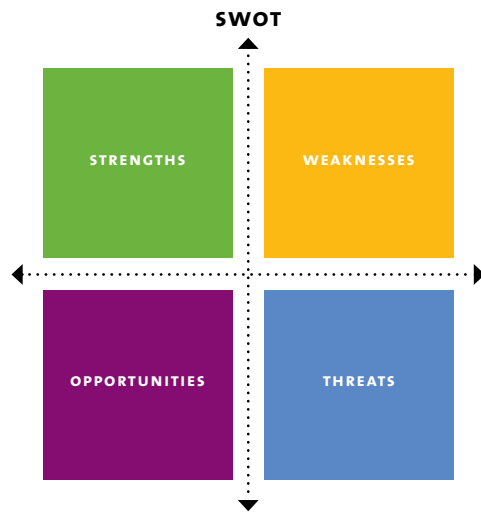 SWOT
STRENGTHS
WEAKNESSES
OPPORTUNITIES
THREATS